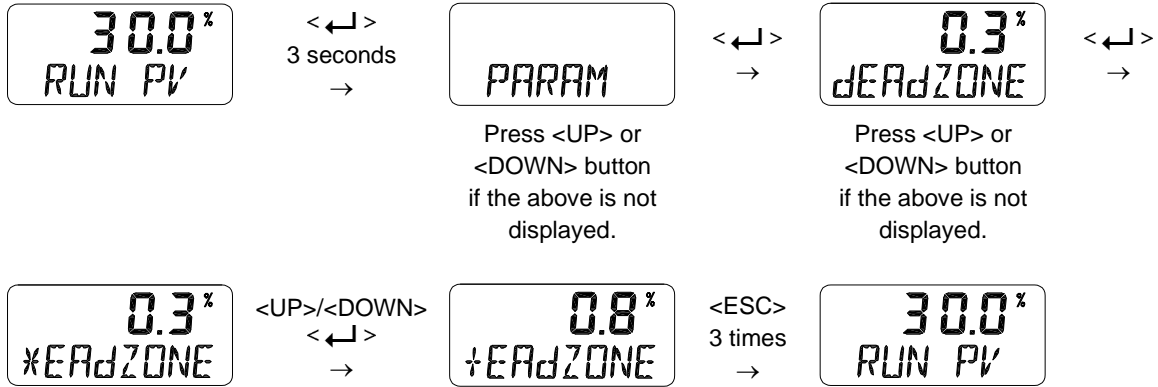 30.0%
RUN PV
<↵>
3 seconds
→
PARAM
Press <UP> or
<DOWN> button
if the above is not
displayed.
<↵>
→
0.3%
dEAdZONE
Press <UP> or
<DOWN> button
if the above is not
displayed.
<↵>
→
0.3%
*EAdZONE
<UP>/<DOWN>
<↵>
→
0.8%
+EAdZONE
<ESC>
3 times
→
30.0%
RUN PV